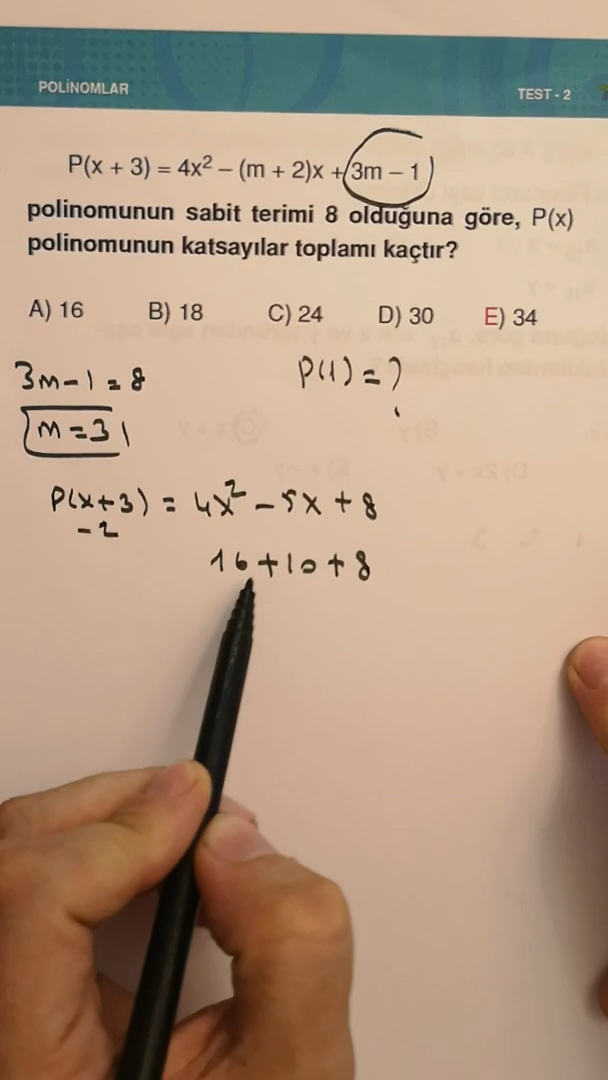 POLİNOMLAR
TEST - 2
P(x + 3) = 4x² – (m + 2)x + 3m – 1
polinomunun sabit terimi 8 olduğuna göre, P(x)
polinomunun katsayılar toplamı kaçtır?
A) 16 B) 18 C) 24 D) 30 E) 34
3m-1=8
P(1)=?
m=3
P(x+3) = 4x²-5x+8
-2
16+10+8